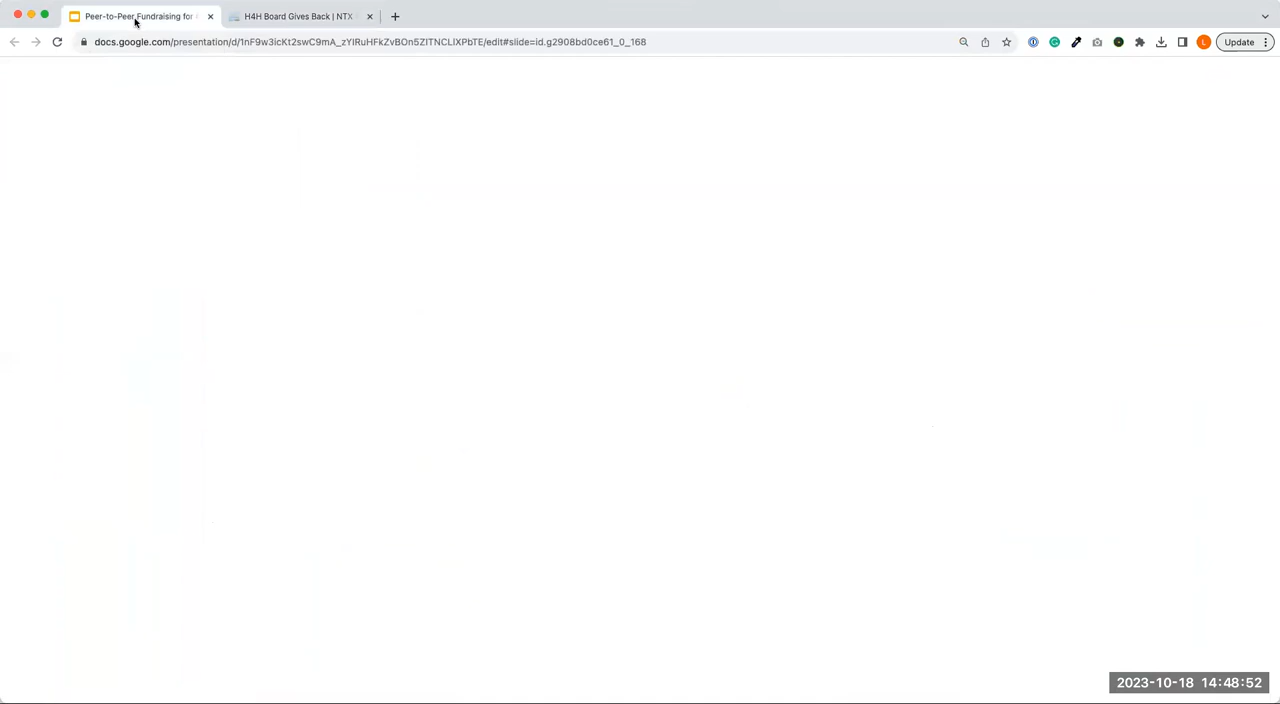 Peer-to-Peer Fundraising for
H4H Board Gives Back | NTX
docs.google.com/presentation/d/1nF9w3icKt2swC9mA_zYIRuHFkZvBOn5ZITNCLIXPbTE/edit#slide=id.g2908bd0ce61_0_168
L
Update
2023-10-18 14:48:52